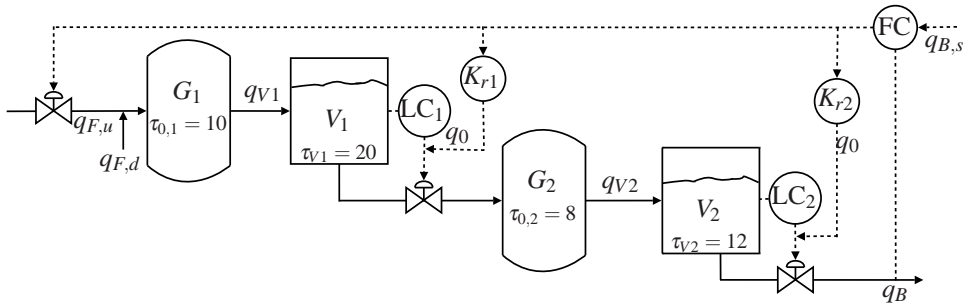 FC
q_{B,s}
K_{r1}
K_{r2}
G_1
τ_{0,1} = 10
q_{V1}
V_1
τ_{V1} = 20
LC_1
q_0
q_0
q_{F,u}
q_{F,d}
G_2
τ_{0,2} = 8
q_{V2}
V_2
τ_{V2} = 12
LC_2
q_B